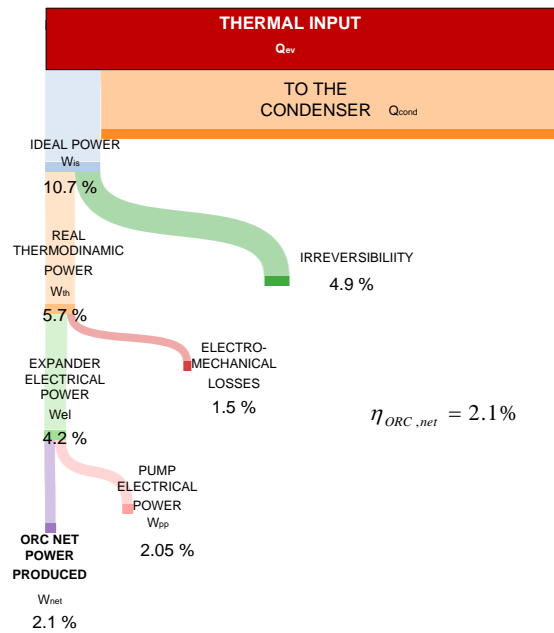 THERMAL INPUT
Qev
TO THE
CONDENSER Qcond
IDEAL POWER
Wis
10.7 %
REAL
THERMODINAMIC
POWER
Wth
5.7 %
IRREVERSIBILIITY
4.9 %
ELECTRO-
MECHANICAL
LOSSES
1.5 %
EXPANDER
ELECTRICAL
POWER
Wel
4.2 %
ηORC,net = 2.1%
PUMP
ELECTRICAL
POWER
Wpp
2.05 %
ORC NET
POWER
PRODUCED
Wnet
2.1 %